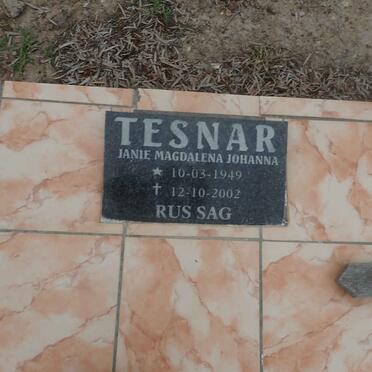 TESNAR
JANIE MAGDALENA JOHANNA
★ 10-03-1949
✝ 12-10-2002
RUS SAG